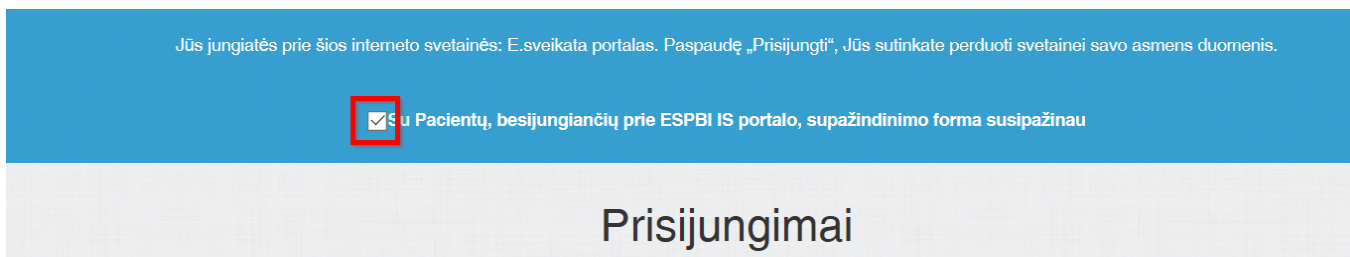 Jūs jungiatės prie šios interneto svetainės: E.sveikata portalas. Paspaudę „Prisijungti“, Jūs sutinkate perduoti svetainei savo asmens duomenis.
Su Pacientų, besijungiančių prie ESPBI IS portalo, supažindinimo forma susipažinau
Prisijungimai